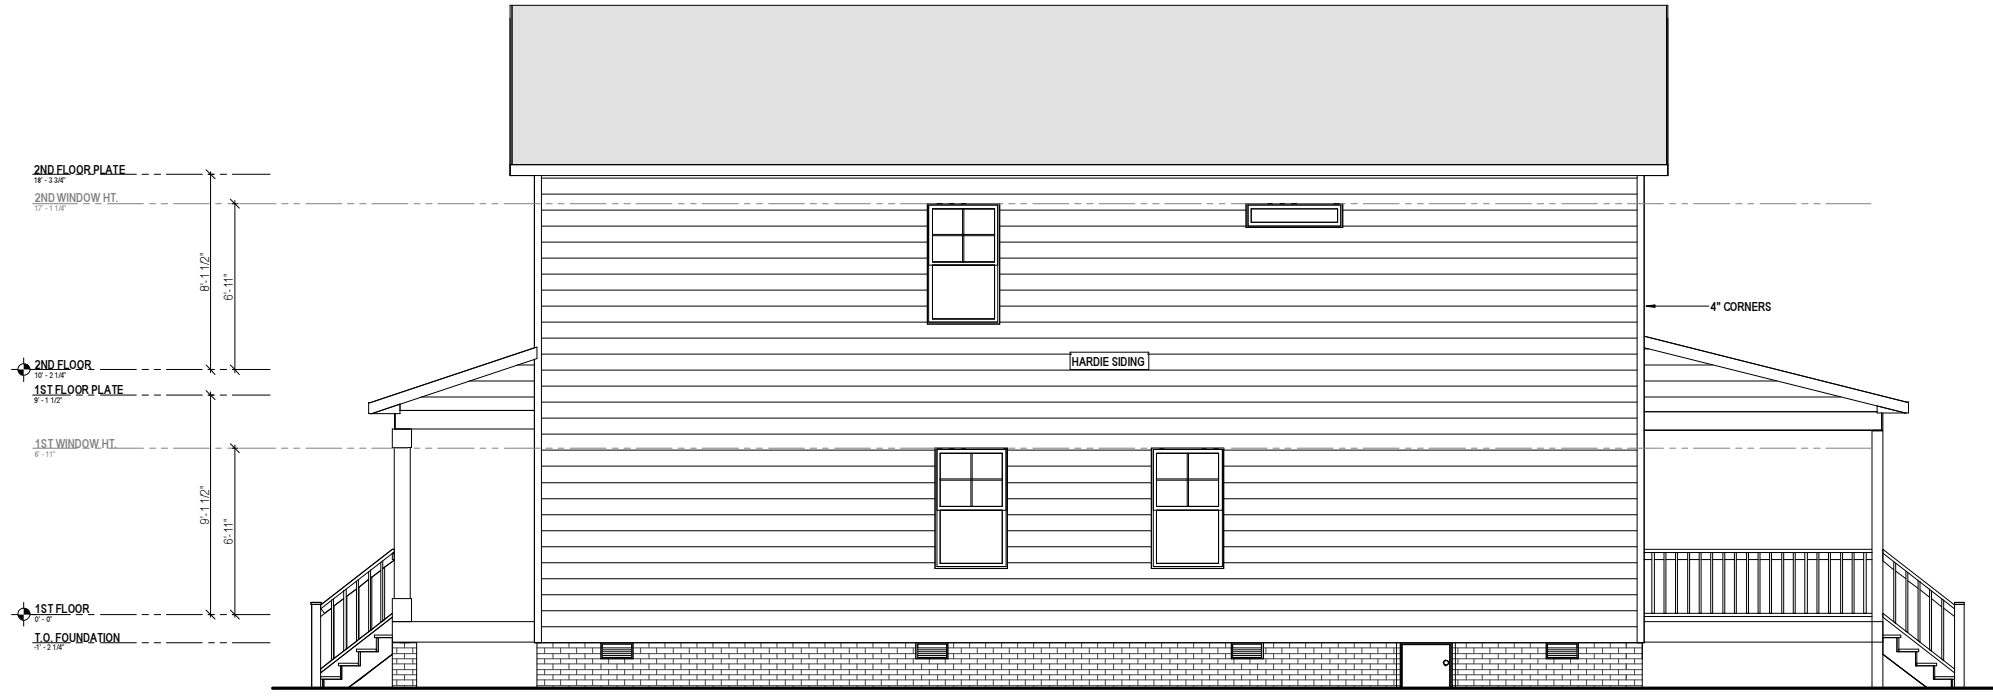 2ND FLOOR PLATE
18' - 3 3/4"
2ND WINDOW HT.
17' - 1 1/4"
8'-1 1/2"
6'-11"
4" CORNERS
HARDIE SIDING
2ND FLOOR
10' - 2 1/4"
1ST FLOOR PLATE
9' - 1 1/2"
1ST WINDOW HT.
6' - 11"
9'-1 1/2"
6'-11"
1ST FLOOR
0' - 0"
T.O. FOUNDATION
-1' - 2 1/4"